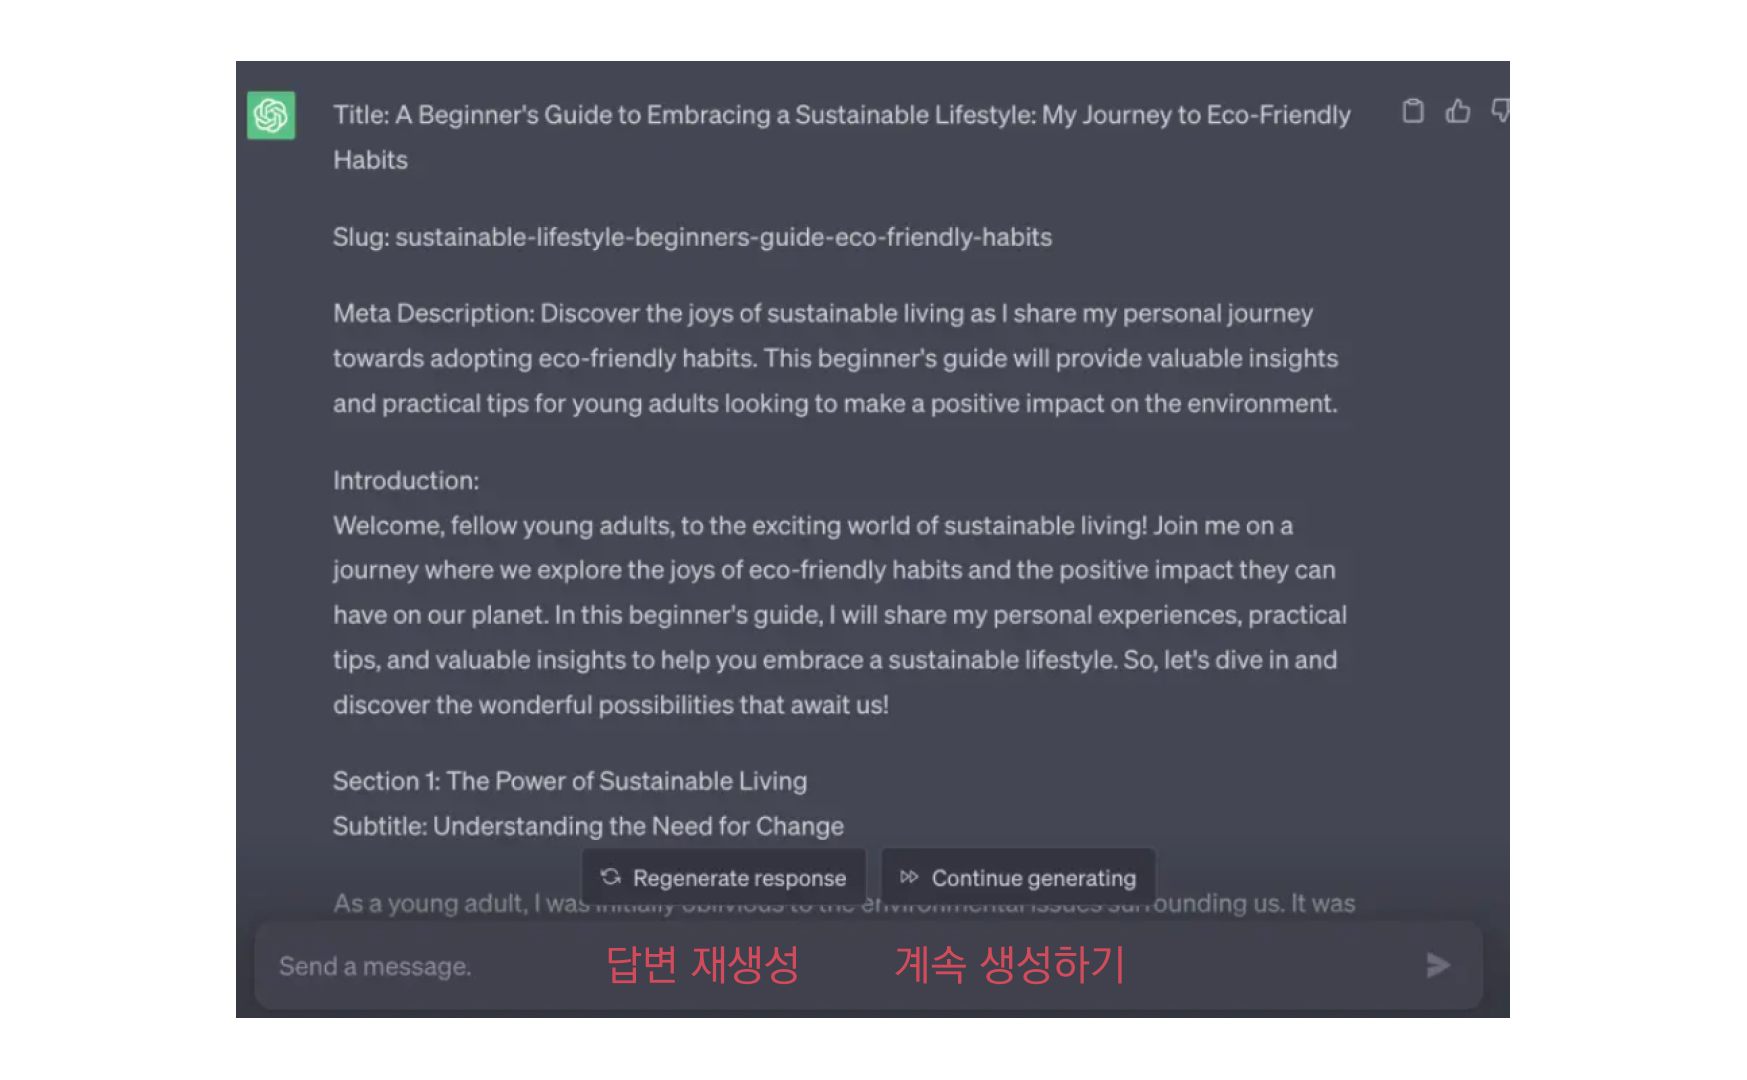 Title: A Beginner's Guide to Embracing a Sustainable Lifestyle: My Journey to Eco-Friendly
Habits
Slug: sustainable-lifestyle-beginners-guide-eco-friendly-habits
Meta Description: Discover the joys of sustainable living as I share my personal journey
towards adopting eco-friendly habits. This beginner's guide will provide valuable insights
and practical tips for young adults looking to make a positive impact on the environment.
Introduction:
Welcome, fellow young adults, to the exciting world of sustainable living! Join me on a
journey where we explore the joys of eco-friendly habits and the positive impact they can
have on our planet. In this beginner's guide, I will share my personal experiences, practical
tips, and valuable insights to help you embrace a sustainable lifestyle. So, let's dive in and
discover the wonderful possibilities that await us!
Section 1: The Power of Sustainable Living
Subtitle: Understanding the Need for Change
Regenerate response Continue generating
As a young adult, I was initially oblivious to the environmental issues surrounding us. It was
Send a message. 답변 재생성 계속 생성하기